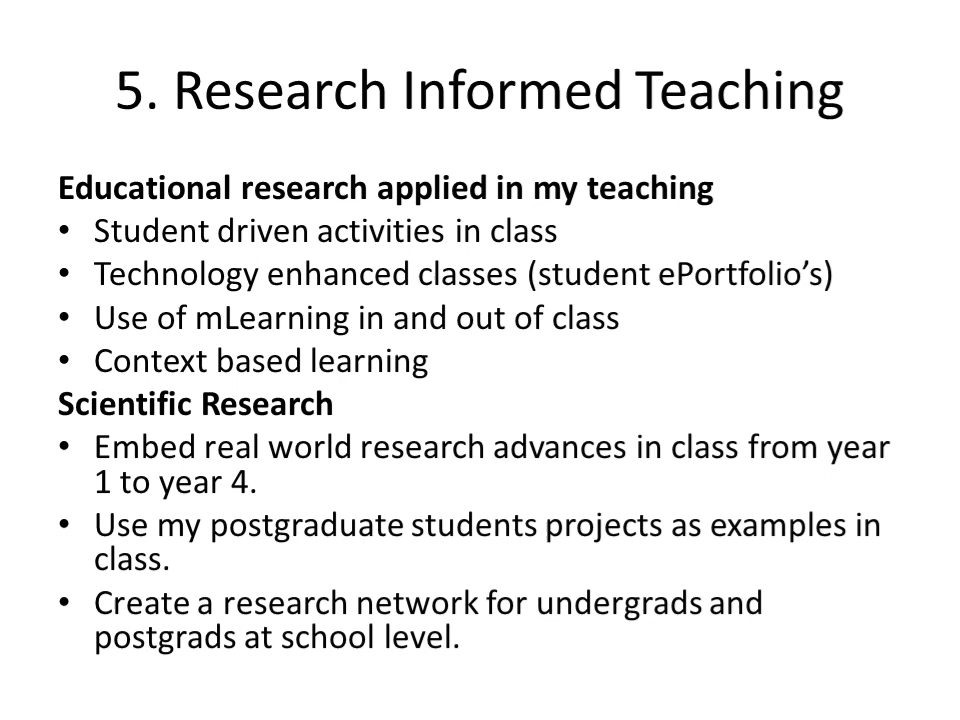 5. Research Informed Teaching
Educational research applied in my teaching
• Student driven activities in class
• Technology enhanced classes (student ePortfolio’s)
• Use of mLearning in and out of class
• Context based learning
Scientific Research
• Embed real world research advances in class from year
1 to year 4.
• Use my postgraduate students projects as examples in
class.
• Create a research network for undergrads and
postgrads at school level.